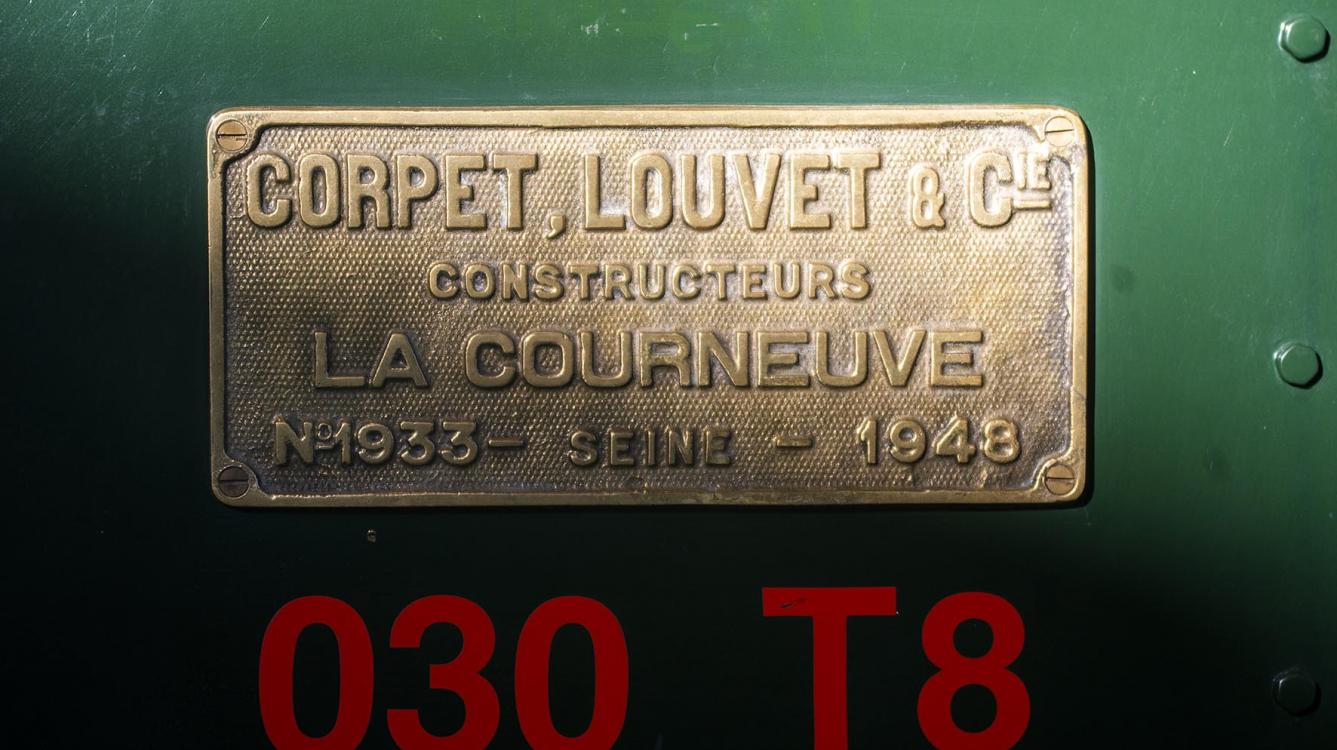 CORPET, LOUVET & CIE
CONSTRUCTEURS
LA COURNEUVE
No1933 - SEINE - 1948
030 T8